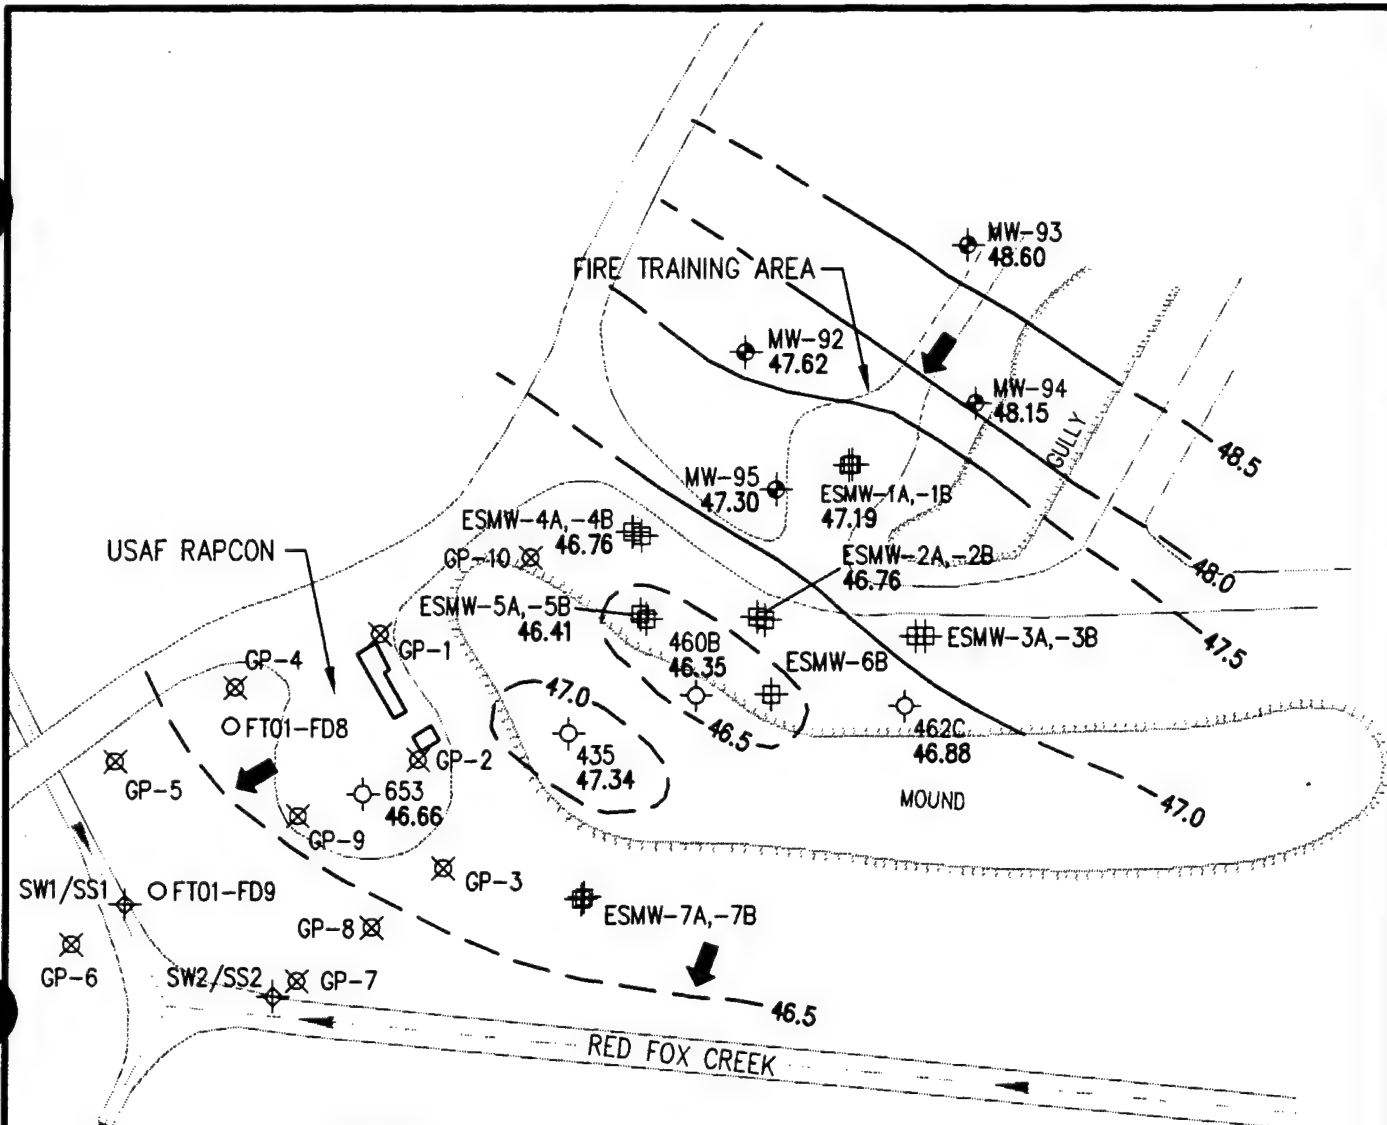 MW-93
48.60
FIRE TRAINING AREA
MW-92
47.62
MW-94
48.15
GULLY
48.5
MW-95
47.30
ESMW-1A,-1B
47.19
ESMW-4A,-4B
46.76
USAF RAPCON
GP-10
ESMW-2A,-2B
46.76
48.0
ESMW-5A,-5B
46.41
460B
46.35
ESMW-3A,-3B
47.5
GP-1
ESMW-6B
GP-4
47.0
FT01-FD8
46.5
462C
46.88
435
47.34
GP-2
GP-5
653
46.66
MOUND
47.0
GP-9
GP-3
SW1/SS1
FT01-FD9
ESMW-7A,-7B
GP-8
GP-6
SW2/SS2
GP-7
46.5
RED FOX CREEK